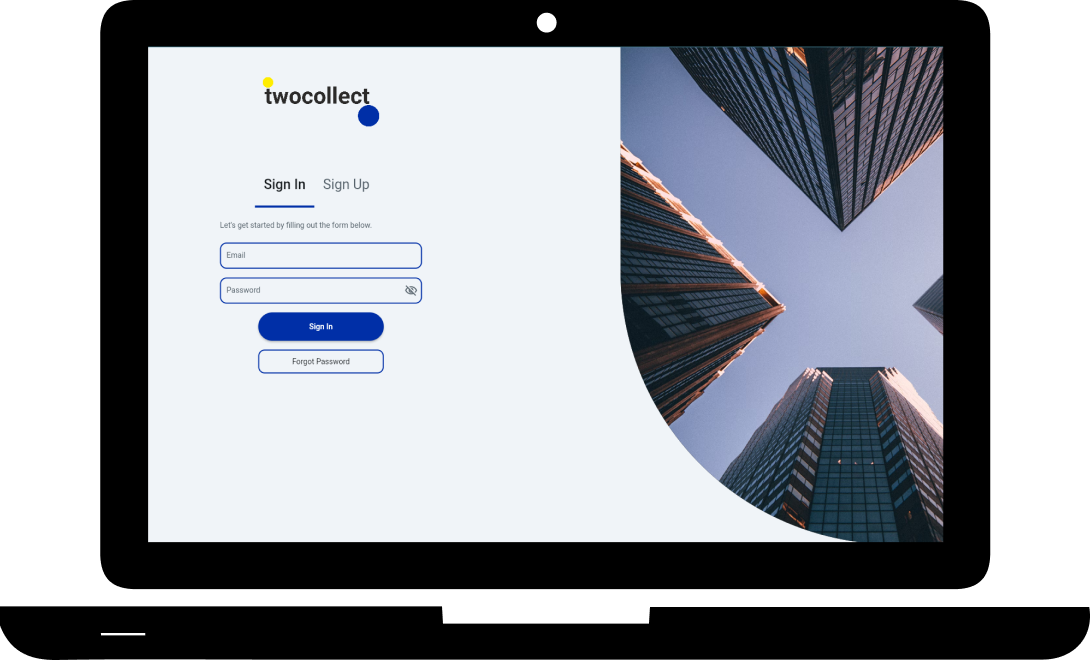 twocollect
Sign In Sign Up
Let's get started by filling out the form below.
Email
Password
Sign In
Forgot Password